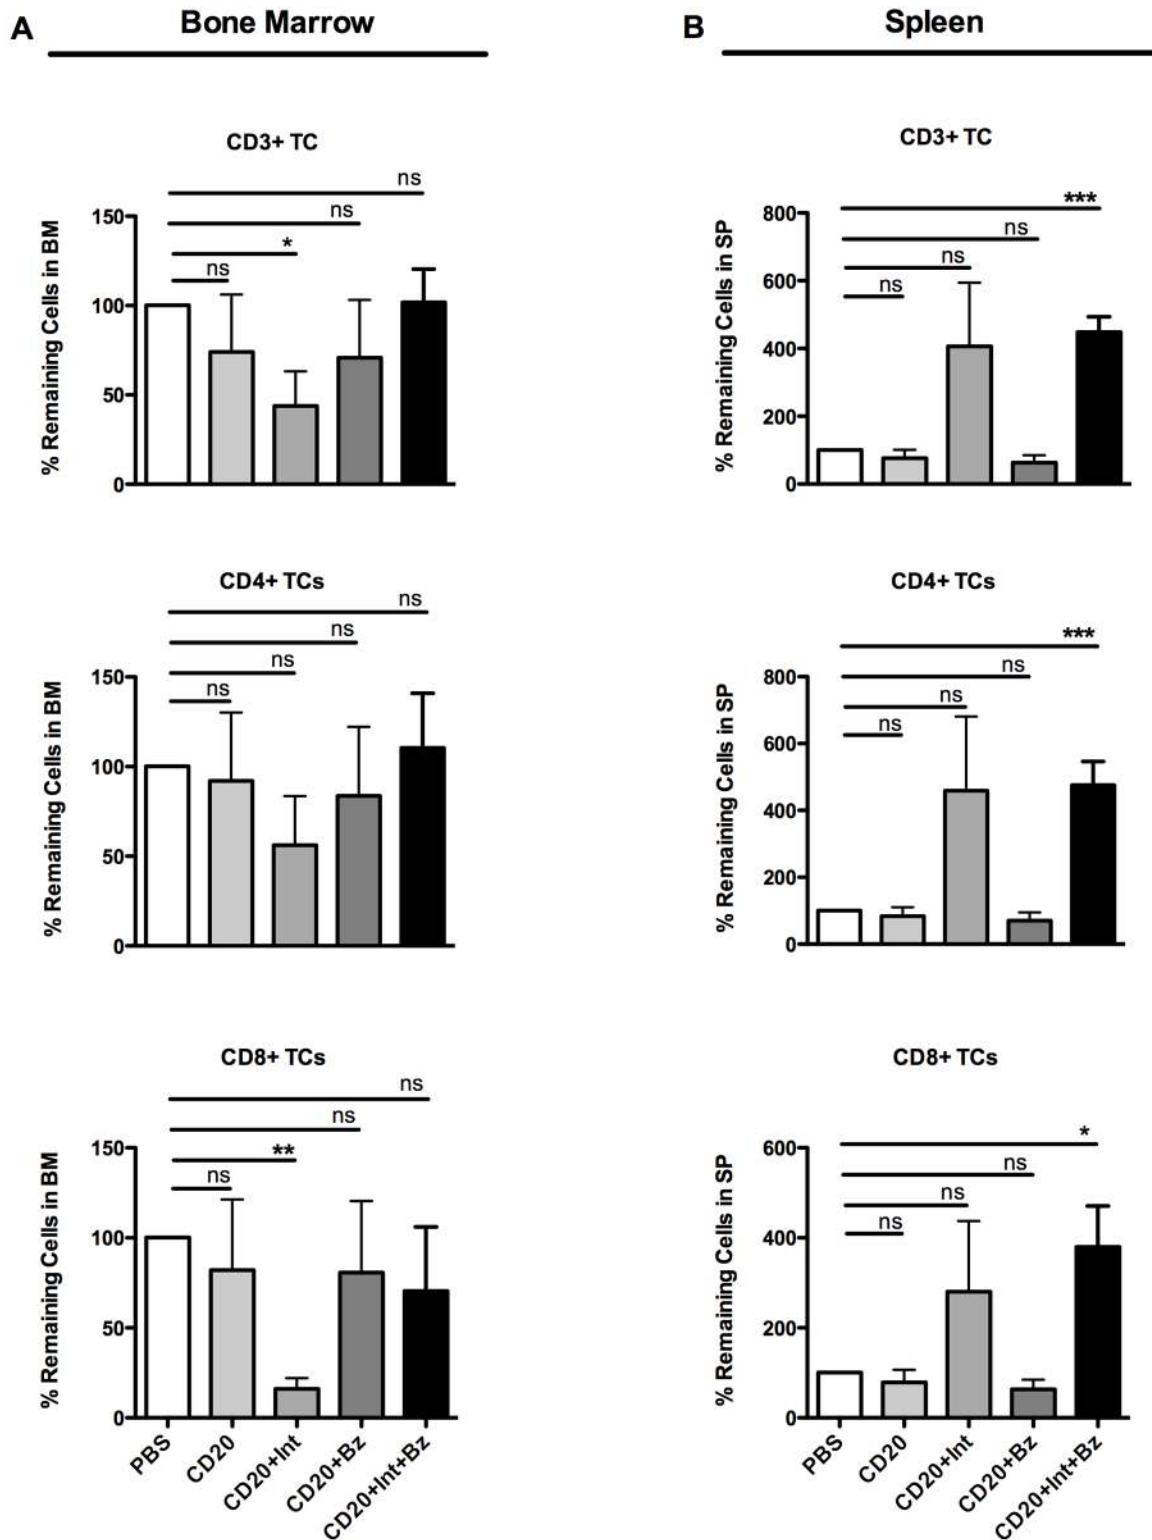 A
Bone Marrow
CD3+ TC
ns
ns
*
ns
% Remaining Cells in BM
150
100
50
0
CD4+ TCs
ns
ns
ns
ns
% Remaining Cells in BM
150
100
50
0
CD8+ TCs
ns
ns
**
ns
% Remaining Cells in BM
150
100
50
0
PBS
CD20
CD20+Int
CD20+Bz
CD20+Int+Bz
B
Spleen
CD3+ TC
***
ns
ns
ns
% Remaining Cells in SP
800
600
400
200
0
CD4+ TCs
***
ns
ns
ns
% Remaining Cells in SP
800
600
400
200
0
CD8+ TCs
*
ns
ns
ns
% Remaining Cells in SP
600
400
200
0
PBS
CD20
CD20+Int
CD20+Bz
CD20+Int+Bz